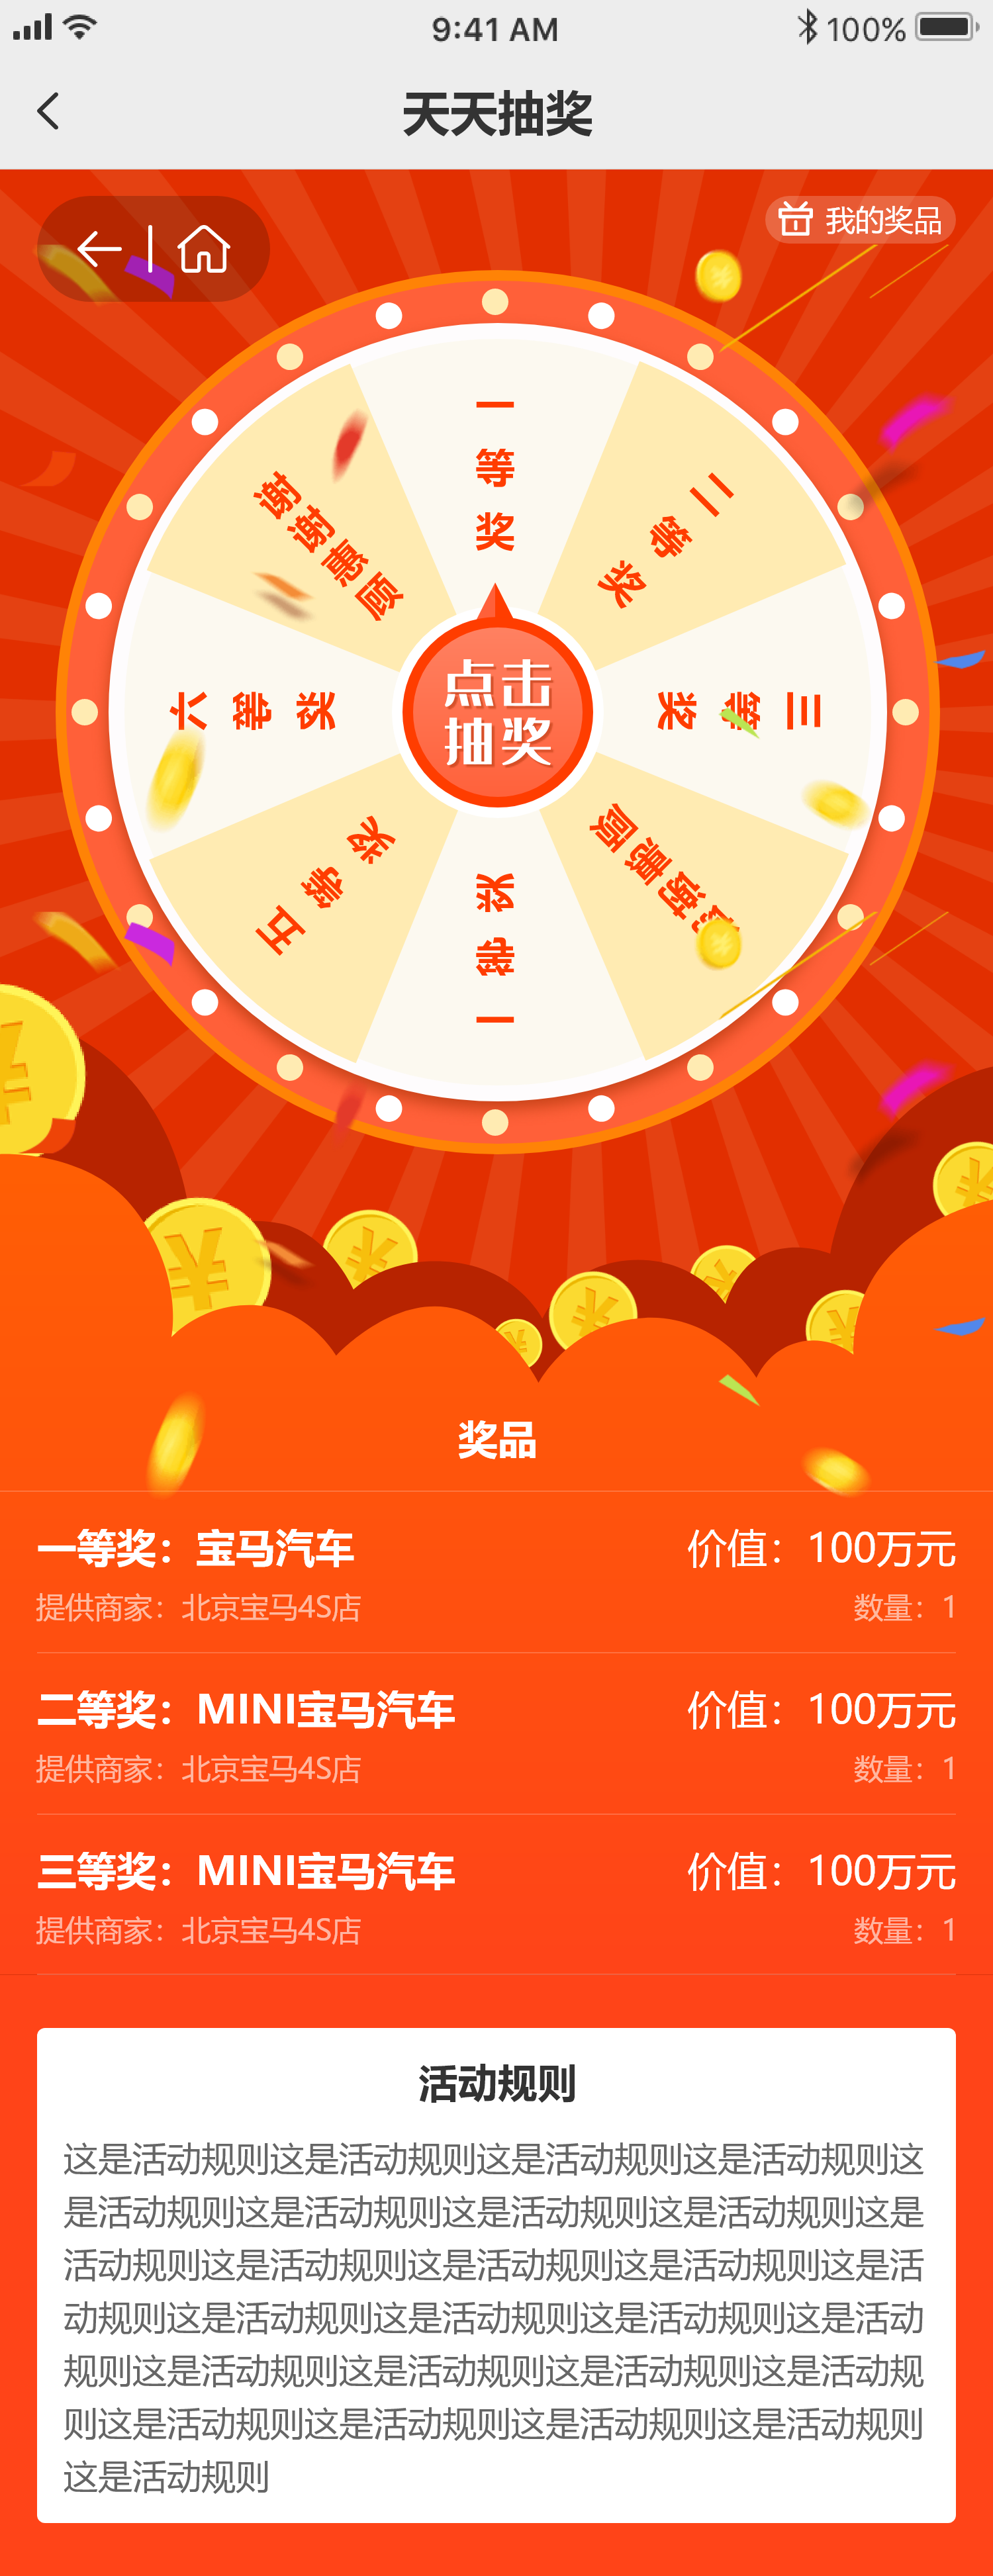 9:41 AM
100%
天天抽奖
我的奖品
一等奖
二等奖
三等奖
谢谢惠顾
一等奖
五等奖
六等奖
谢谢惠顾
点击
抽奖
奖品
一等奖：宝马汽车
价值：100万元
提供商家：北京宝马4S店
数量：1
二等奖：MINI宝马汽车
价值：100万元
提供商家：北京宝马4S店
数量：1
三等奖：MINI宝马汽车
价值：100万元
提供商家：北京宝马4S店
数量：1
活动规则
这是活动规则这是活动规则这是活动规则这是活动规则这
是活动规则这是活动规则这是活动规则这是活动规则这是
活动规则这是活动规则这是活动规则这是活动规则这是活
动规则这是活动规则这是活动规则这是活动规则这是活动
规则这是活动规则这是活动规则这是活动规则这是活动规
则这是活动规则这是活动规则这是活动规则这是活动规则
这是活动规则